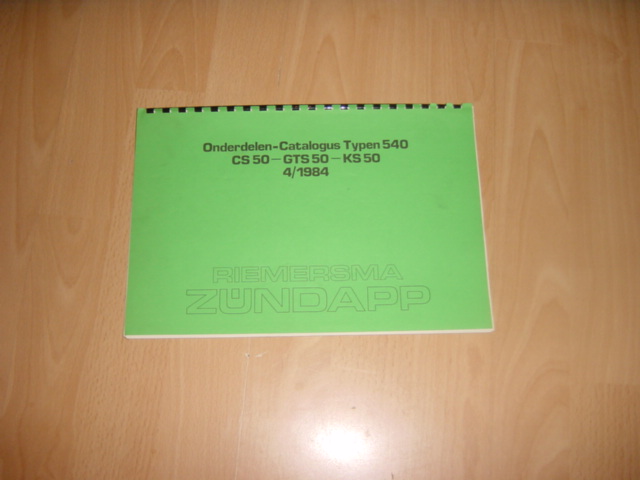 Onderdelen-Catalogus Typen 540
CS 50 - GTS 50 - KS 50
4/1984
RIEMERSMA
ZÜNDAPP